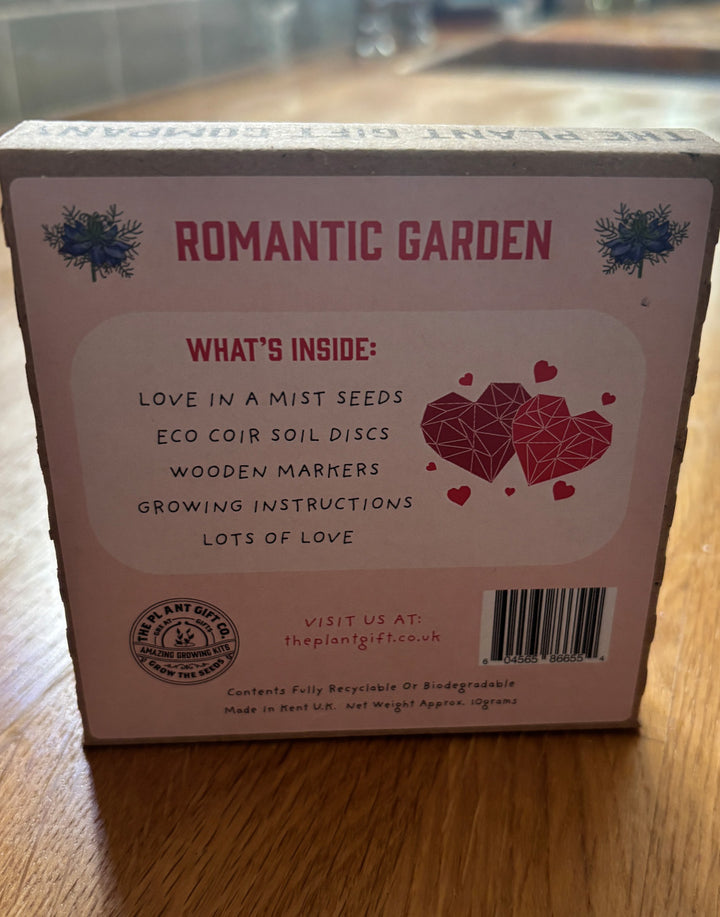 THE PLANT GIFT COMPANY
ROMANTIC GARDEN
WHAT'S INSIDE:
LOVE IN A MIST SEEDS
ECO COIR SOIL DISCS
WOODEN MARKERS
GROWING INSTRUCTIONS
LOTS OF LOVE
THE PLANT GIFT CO.
GIFTS
AMAZING GROWING KITS
GROW THE SEEDS
VISIT US AT:
theplantgift.co.uk
6 04565 86655 4
Contents Fully Recyclable Or Biodegradable
Made in Kent U.K. Net Weight Approx. 10grams